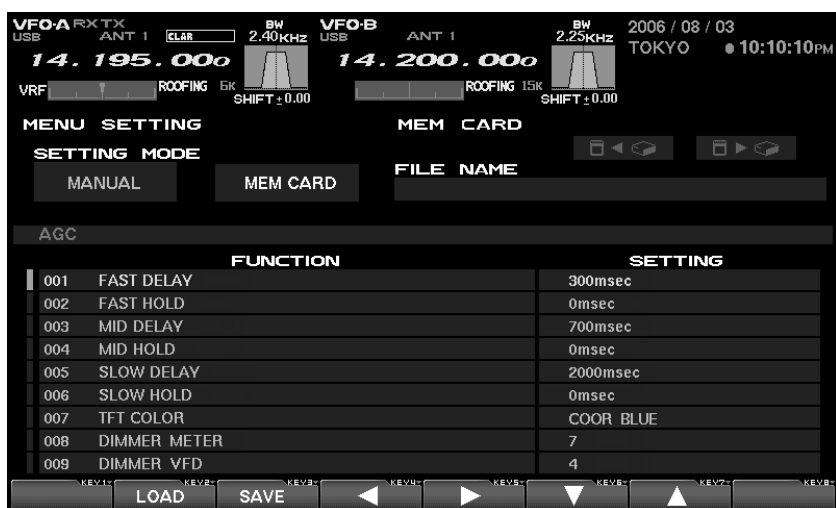 VFO-A RX TX BW VFO-B BW 2006 / 08 / 03
USB ANT 1 CLAR 2.40KHZ USB ANT 1 2.25KHZ TOKYO 10:10:10PM
14. 195. 000 14. 200. 000
VRF ROOFING 6K SHIFT ± 0.00 ROOFING 15K SHIFT ± 0.00
MENU SETTING MEM CARD
SETTING MODE
MANUAL MEM CARD FILE NAME
AGC
FUNCTION SETTING
001 FAST DELAY 300msec
002 FAST HOLD 0msec
003 MID DELAY 700msec
004 MID HOLD 0msec
005 SLOW DELAY 2000msec
006 SLOW HOLD 0msec
007 TFT COLOR COOR BLUE
008 DIMMER METER 7
009 DIMMER VFD 4
KEY1 KEY2 KEY3 KEY4 KEY5 KEY6 KEY7 KEY8
LOAD SAVE